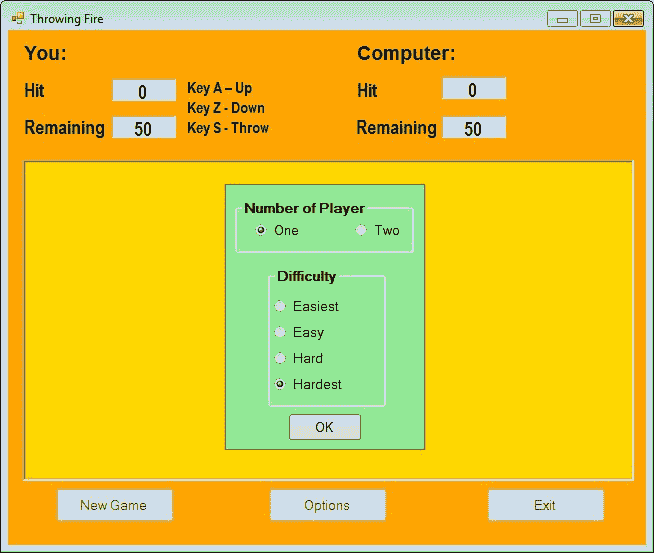 Throwing Fire
You: Computer:
Hit 0 Key A – Up Hit 0
Key Z - Down
Remaining 50 Key S - Throw Remaining 50
Number of Player
One Two
Difficulty
Easiest
Easy
Hard
Hardest
OK
New Game Options Exit